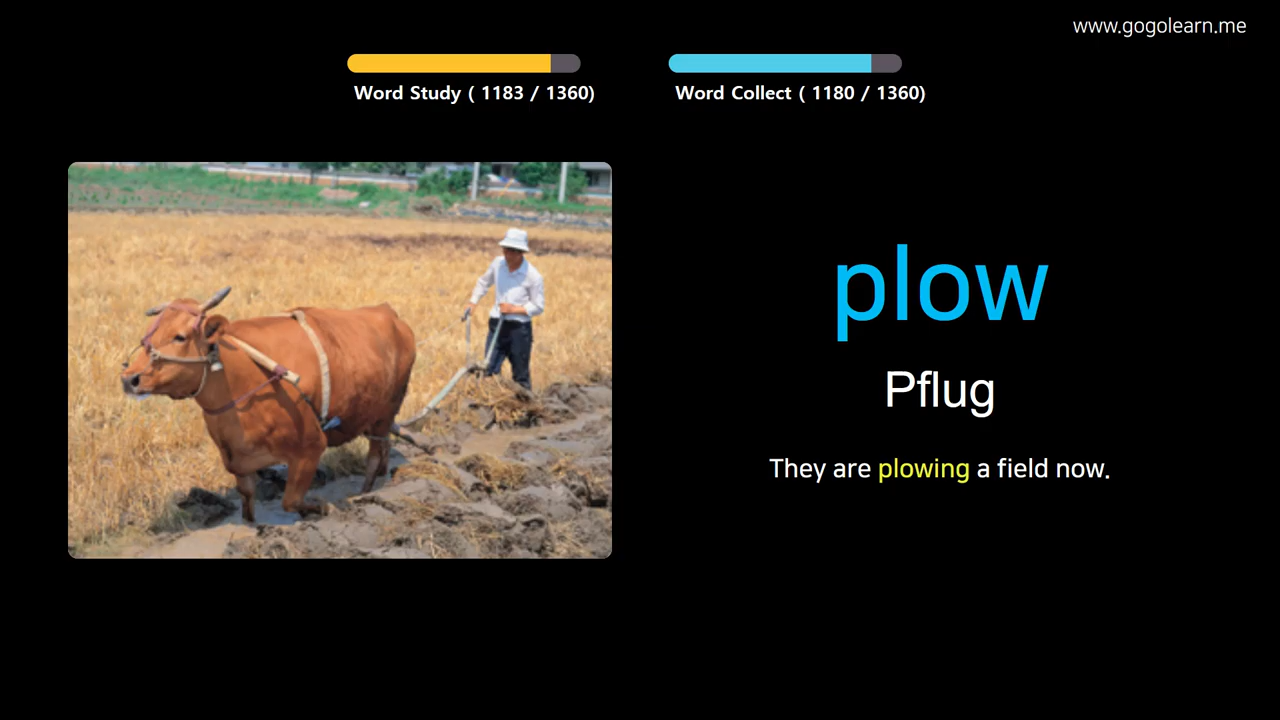 www.gogolearn.me
Word Study ( 1183 / 1360)
Word Collect ( 1180 / 1360)
plow
Pflug
They are plowing a field now.